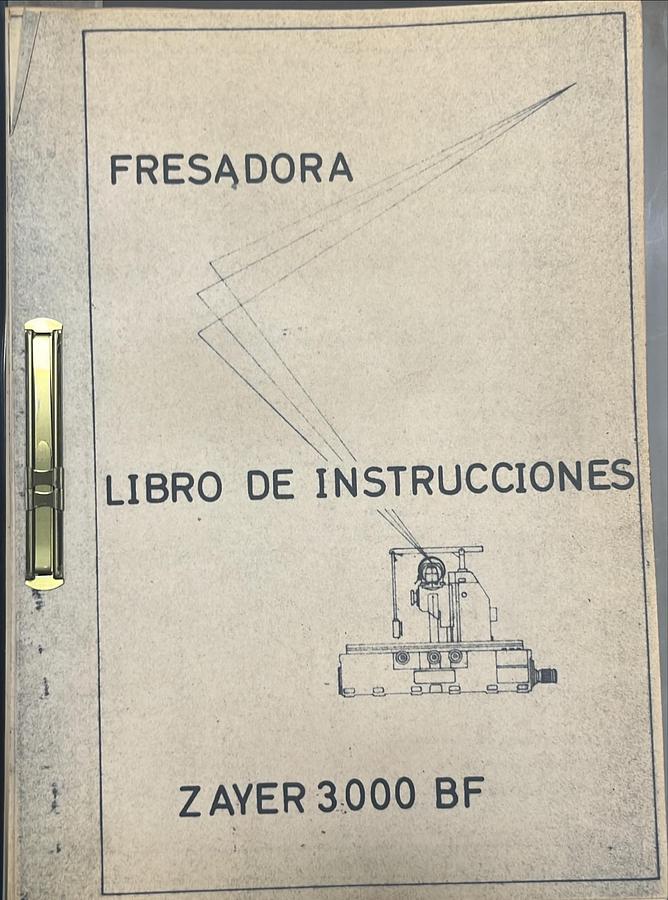 FRESADORA
LIBRO DE INSTRUCCIONES
ZAYER 3000 BF